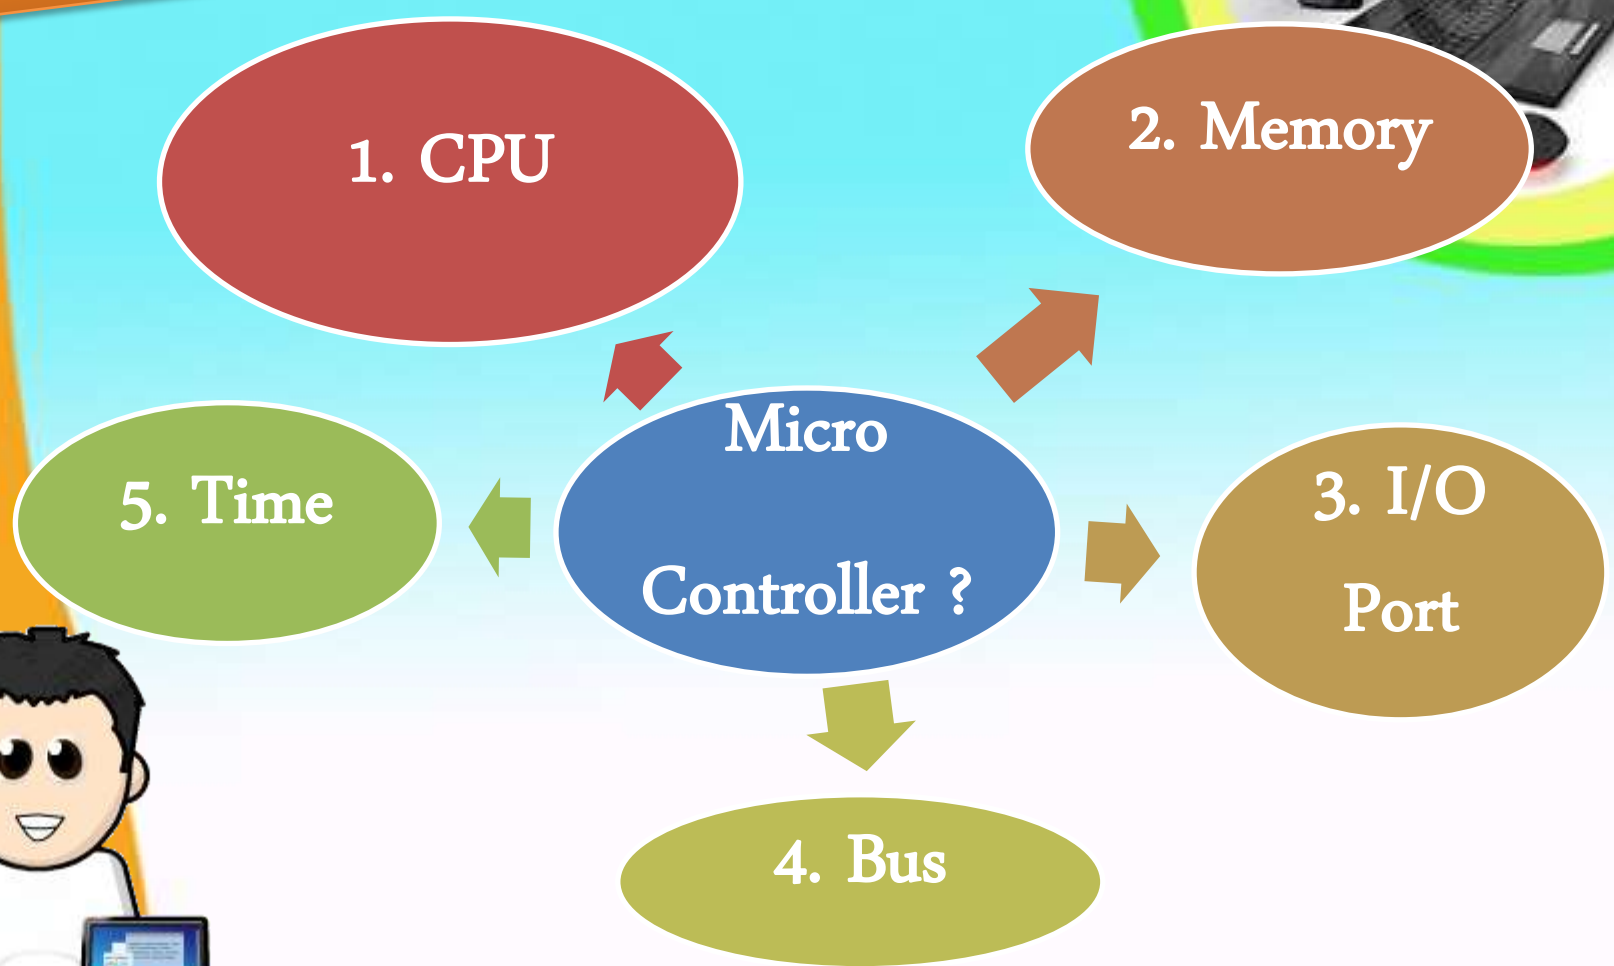 1. CPU
2. Memory
3. I/O
Port
4. Bus
5. Time
Micro
Controller ?